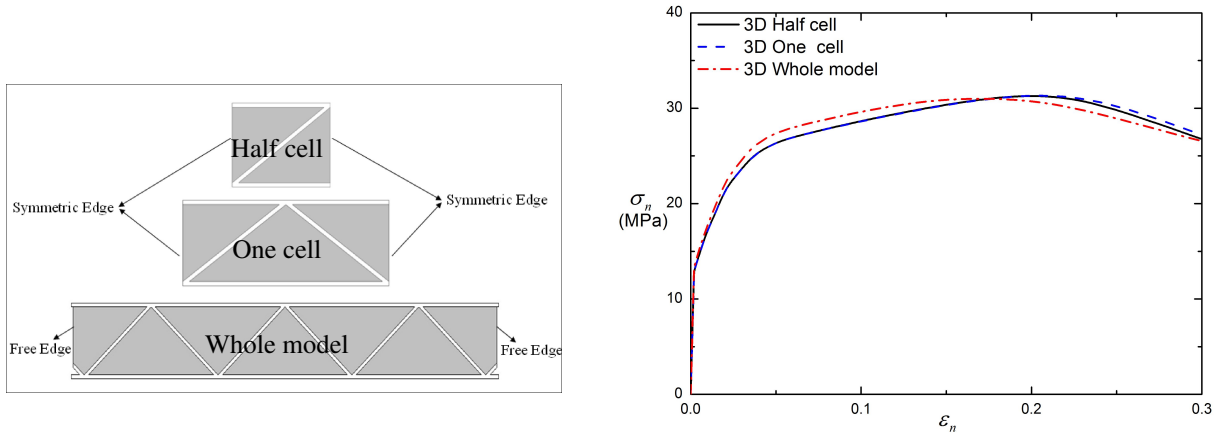 Half cell
Symmetric Edge
Symmetric Edge
One cell
Whole model
Free Edge
Free Edge
40
30
20
10
0
σn
(MPa)
3D Half cell
3D One cell
3D Whole model
0.0
0.1
0.2
0.3
εn